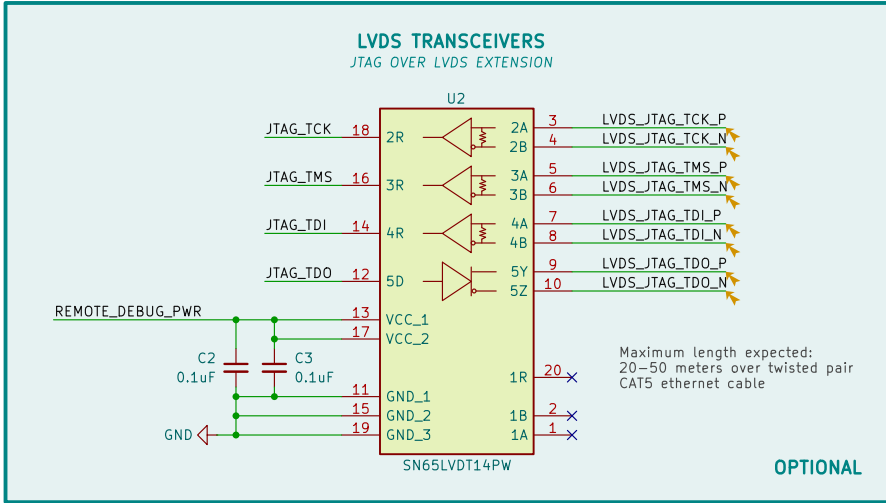 LVDS TRANSCEIVERS
JTAG OVER LVDS EXTENSION
U2
JTAG_TCK 18 2R 2A 3 LVDS_JTAG_TCK_P
2B 4 LVDS_JTAG_TCK_N
JTAG_TMS 16 3R 3A 5 LVDS_JTAG_TMS_P
3B 6 LVDS_JTAG_TMS_N
JTAG_TDI 14 4R 4A 7 LVDS_JTAG_TDI_P
4B 8 LVDS_JTAG_TDI_N
JTAG_TDO 12 5D 5Y 9 LVDS_JTAG_TDO_P
5Z 10 LVDS_JTAG_TDO_N
REMOTE_DEBUG_PWR 13 VCC_1
17 VCC_2
C2 0.1uF
C3 0.1uF
11 GND_1
15 GND_2
GND 19 GND_3
1R 20
1B 2
1A 1
SN65LVDT14PW
Maximum length expected:
20-50 meters over twisted pair
CAT5 ethernet cable
OPTIONAL